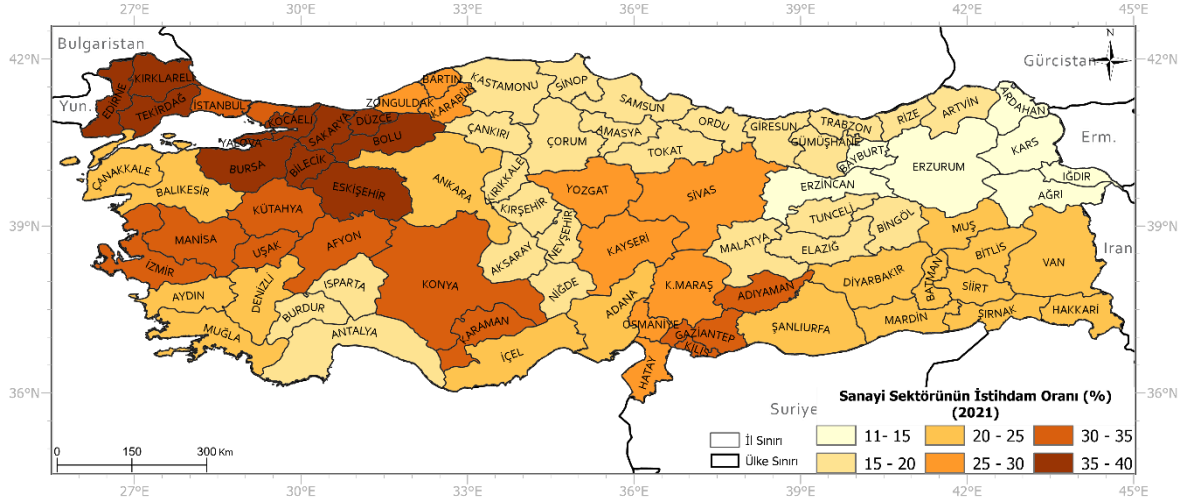 27°E 30°E 33°E 36°E 39°E 42°E 45°E
Bulgaristan
42°N
42°N
Gürcistan
N
Yun.
Erm.
KIRKLARELİ
EDİRNE
TEKİRDAĞ
İSTANBUL
KOCAELİ
YALOVA
SAKARYA
DÜZCE
BOLU
ZONGULDAK
BARTIN
KARABÜK
KASTAMONU
SİNOP
SAMSUN
ÇANKIRI
ÇORUM
AMASYA
TOKAT
ORDU
GİRESUN
TRABZON
GÜMÜŞHANE
RİZE
ARTVİN
ARDAHAN
KARS
BAYBURT
ERZURUM
ERZİNCAN
IĞDIR
AĞRI
ÇANAKKALE
BALIKESİR
BURSA
BİLECİK
ESKİŞEHİR
ANKARA
KIRIKKALE
KIRŞEHİR
YOZGAT
SİVAS
KÜTAHYA
39°N
39°N
MANİSA
UŞAK
AFYON
İZMİR
KONYA
AKSARAY
NEVŞEHİR
NİĞDE
KAYSERİ
MALATYA
TUNCELİ
ELAZIĞ
BİNGÖL
MUŞ
BİTLİS
VAN
Iran
AYDIN
DENİZLİ
ISPARTA
BURDUR
MUĞLA
ANTALYA
KARAMAN
İÇEL
ADANA
K.MARAŞ
OSMANİYE
ADIYAMAN
GAZİANTEP
KİLİS
HATAY
ŞANLIURFA
DİYARBAKIR
BATMAN
MARDİN
SİİRT
ŞIRNAK
HAKKARİ
36°N
36°N
Suriye
Sanayi Sektörünün İstihdam Oranı (%)
(2021)
İl Sınırı
Ülke Sınırı
11- 15
20 - 25
30 - 35
15 - 20
25 - 30
35 - 40
0 150 300 Km
27°E 30°E 33°E 36°E 39°E 42°E 45°E